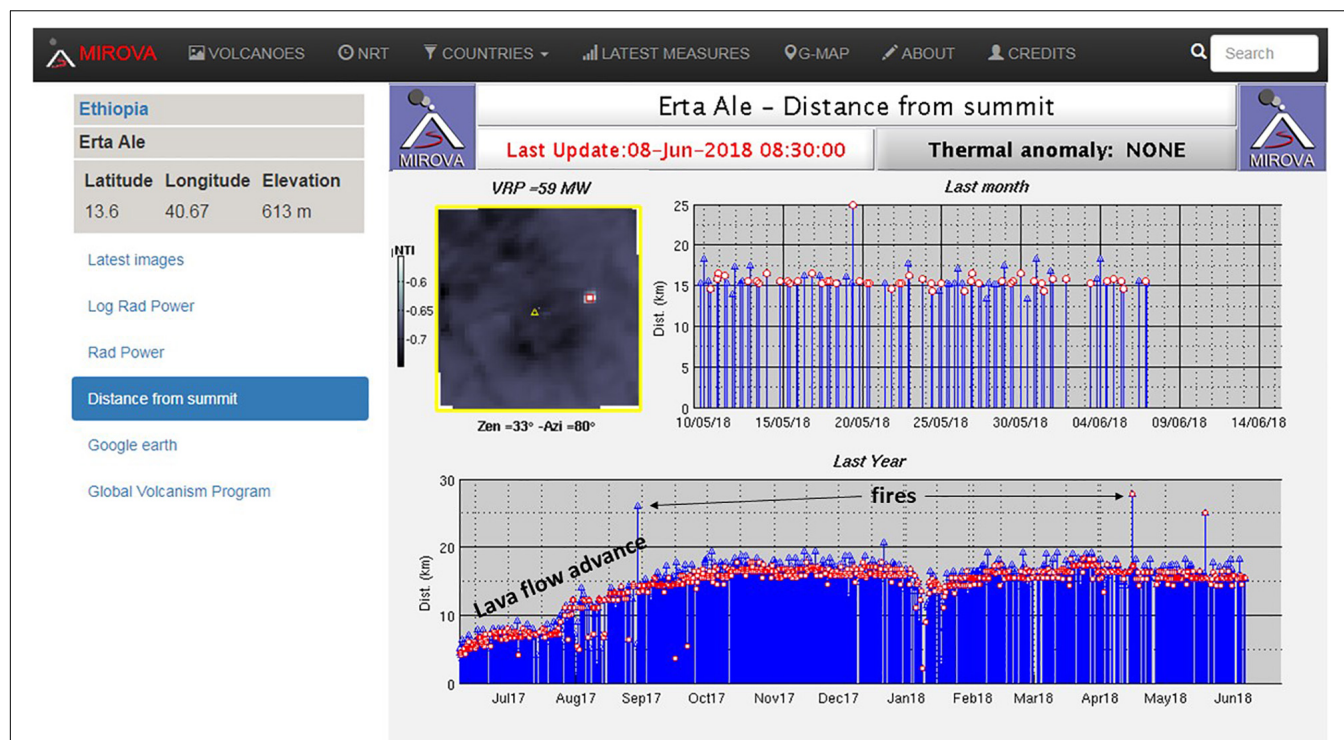 MIROVA VOLCANOES NRT COUNTRIES LATEST MEASURES G-MAP ABOUT CREDITS Search
Ethiopia
Erta Ale
Latitude Longitude Elevation
13.6 40.67 613 m
Latest images
Log Rad Power
Rad Power
Distance from summit
Google earth
Global Volcanism Program
MIROVA
Erta Ale - Distance from summit
Last Update:08-Jun-2018 08:30:00
Thermal anomaly: NONE
MIROVA
VRP =59 MW
NTI
-0.6
-0.65
-0.7
Zen =33° -Azi =80°
Last month
Dist. (km)
25
20
15
10
5
0
10/05/18 15/05/18 20/05/18 25/05/18 30/05/18 04/06/18 09/06/18 14/06/18
Last Year
Dist. (km)
30
20
10
0
fires
Lava flow advance
Jul17 Aug17 Sep17 Oct17 Nov17 Dec17 Jan18 Feb18 Mar18 Apr18 May18 Jun18